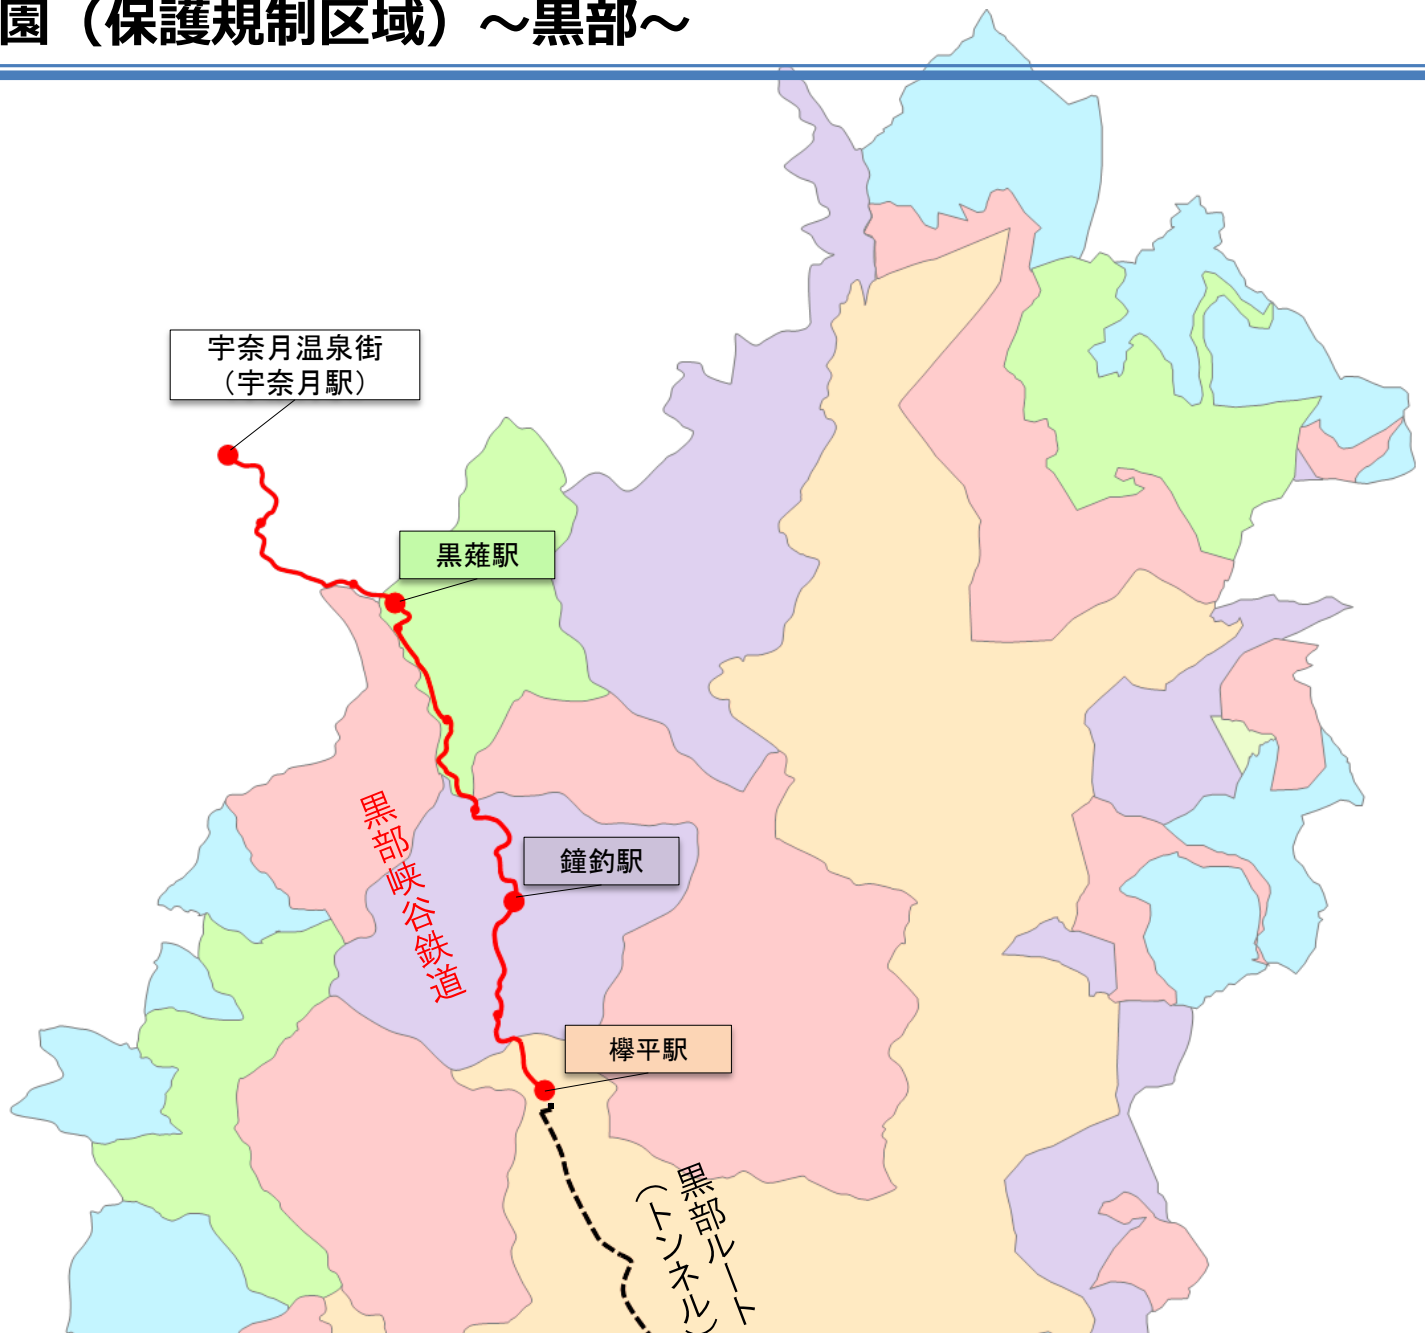 園（保護規制区域）～黒部～
宇奈月温泉街
（宇奈月駅）
黒薙駅
鐘釣駅
黒部峡谷鉄道
欅平駅
黒部ルート
（トンネル）